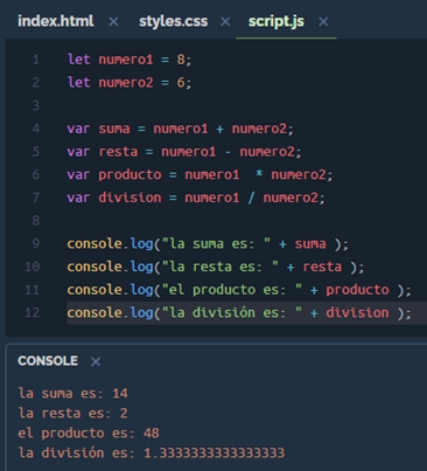 index.html × styles.css × script.js ×
1 let numero1 = 8;
2 let numero2 = 6;
3
4 var suma = numero1 + numero2;
5 var resta = numero1 - numero2;
6 var producto = numero1  * numero2;
7 var division = numero1 / numero2;
8
9 console.log("la suma es: " + suma );
10 console.log("la resta es: " + resta );
11 console.log("el producto es: " + producto );
12 console.log("la división es: " + division );
CONSOLE ×
la suma es: 14
la resta es: 2
el producto es: 48
la división es: 1.3333333333333333